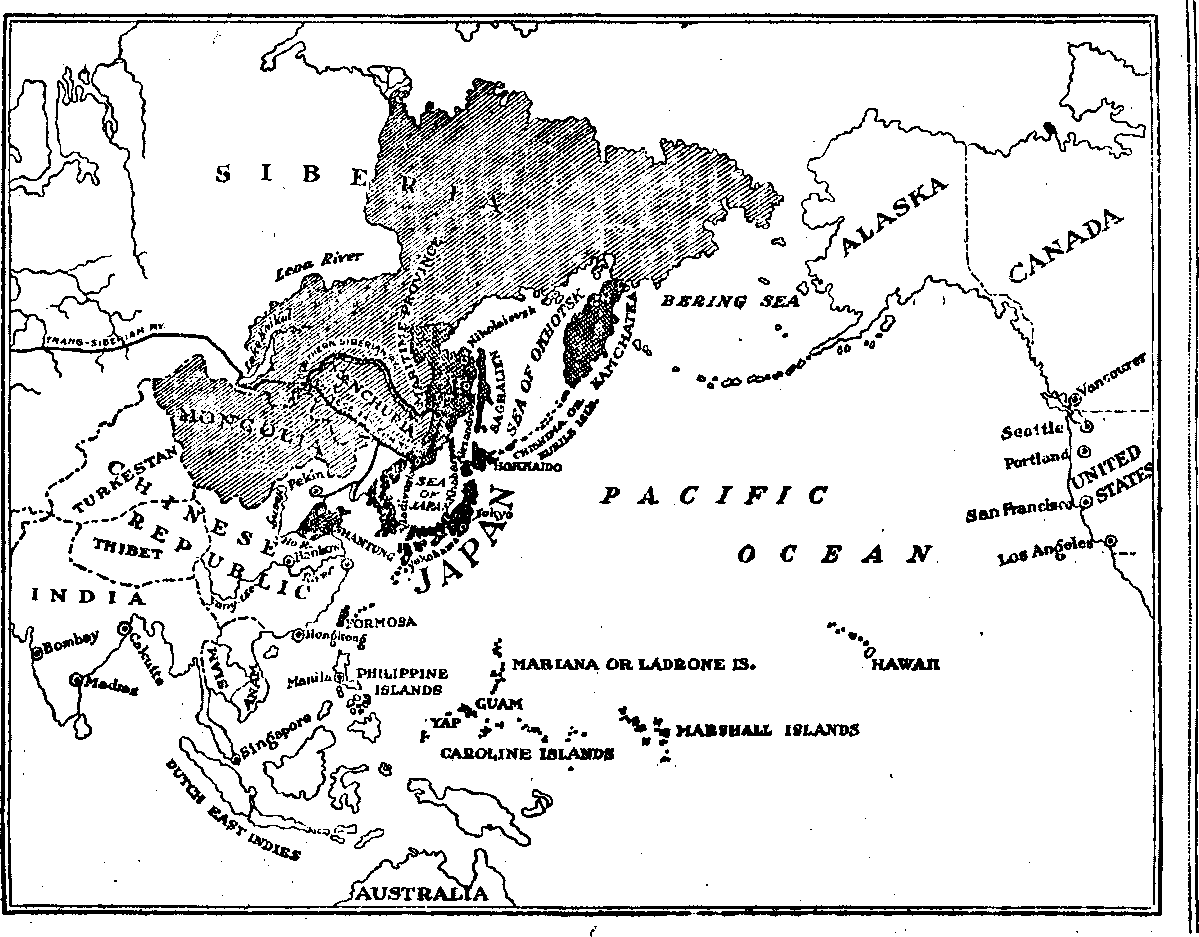 SIBERIA
ALASKA
CANADA
Lena River
MARITIME PROVINCE
BERING SEA
TRANS-SIBERIAN RY.
Nikolaievsk
SEA OF OKHOTSK
KAMCHATKA
SAGHALIEN
MONGOLIA
MANCHURIA
Vancouver
Seattle
Portland
UNITED
STATES
San Francisco
Los Angeles
CHISHIMA OR
KURILE ISLS.
HOKKAIDO
TURKESTAN
CHINESE
REPUBLIC
Pekin
SEA
OF
JAPAN
Tokyo
JAPAN
PACIFIC
OCEAN
THIBET
SHANTUNG
Hankow
INDIA
Bombay
Calcutta
Madras
FORMOSA
Hongkong
SIAM
ANAM
Manila
PHILIPPINE
ISLANDS
MARIANA OR LADRONE IS.
HAWAII
GUAM
YAP
CAROLINE ISLANDS
MARSHALL ISLANDS
Singapore
DUTCH EAST INDIES
AUSTRALIA